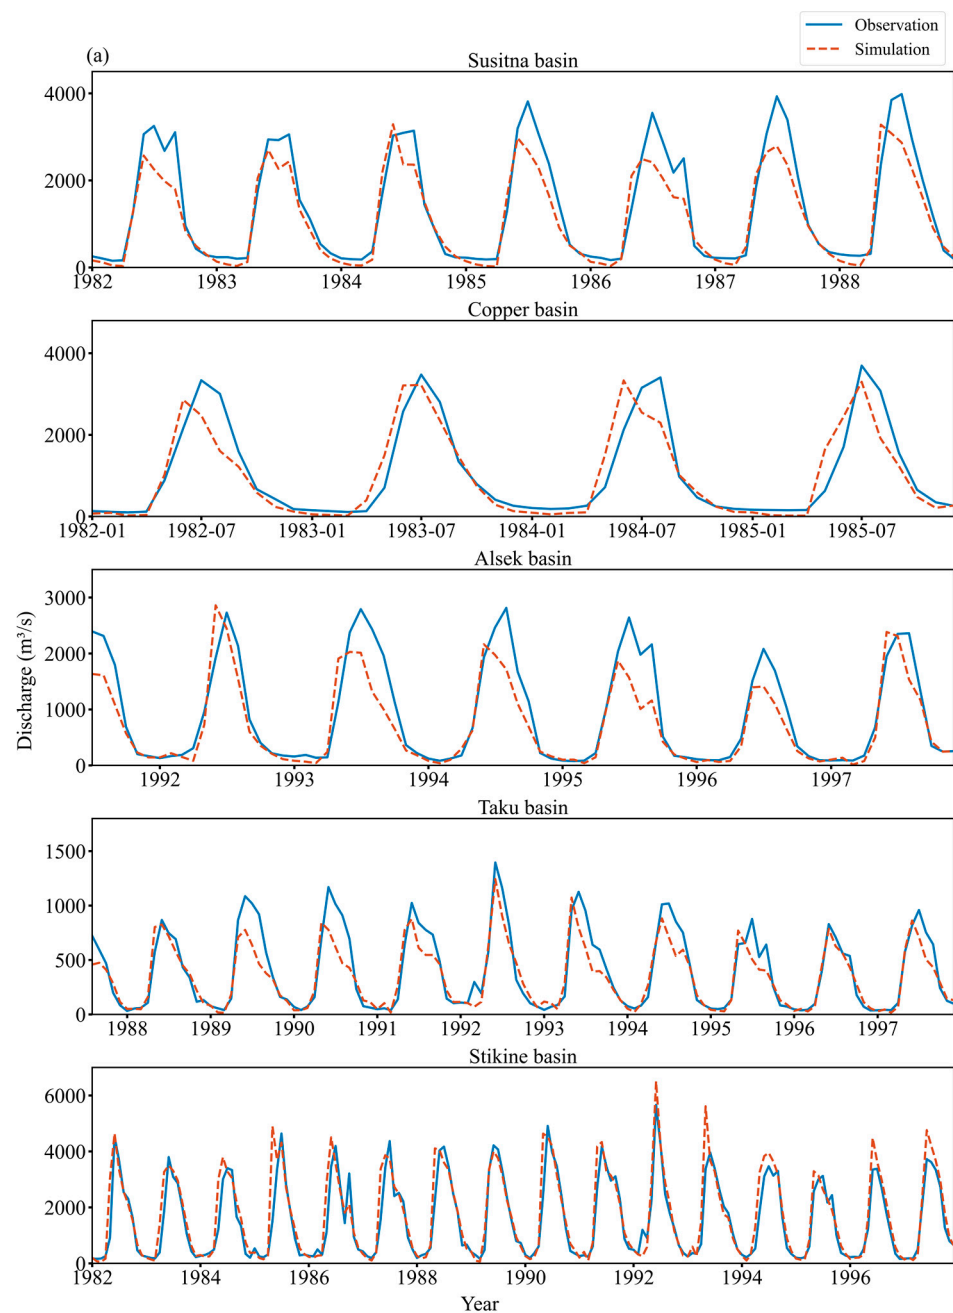 Observation
Simulation
(a)
Susitna basin
4000
2000
0
1982 1983 1984 1985 1986 1987 1988
Copper basin
4000
2000
0
1982-01 1982-07 1983-01 1983-07 1984-01 1984-07 1985-01 1985-07
Alsek basin
3000
2000
1000
0
1992 1993 1994 1995 1996 1997
Discharge (m³/s)
Taku basin
1500
1000
500
0
1988 1989 1990 1991 1992 1993 1994 1995 1996 1997
Stikine basin
6000
4000
2000
0
1982 1984 1986 1988 1990 1992 1994 1996
Year